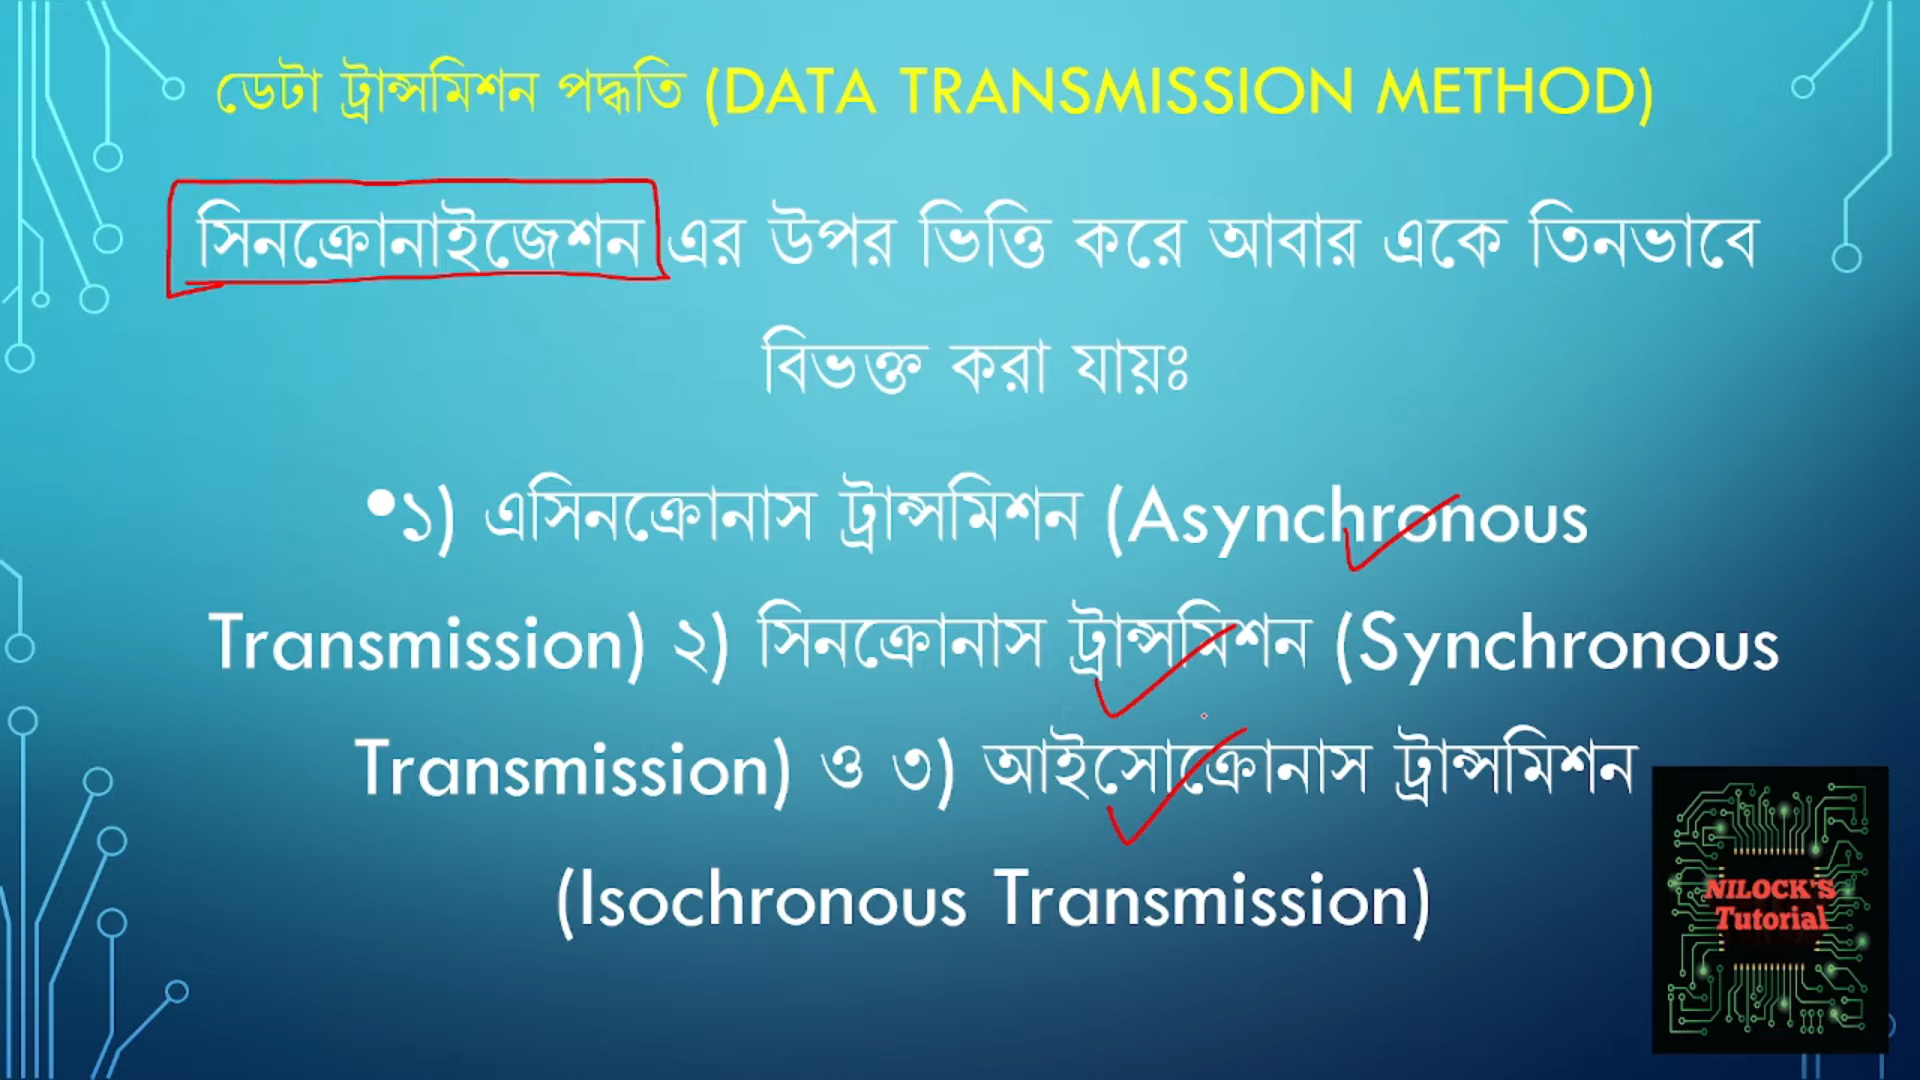 ডেটা ট্রান্সমিশন পদ্ধতি (DATA TRANSMISSION METHOD)
সিনক্রোনাইজেশন এর উপর ভিত্তি করে আবার একে তিনভাবে
বিভক্ত করা যায়ঃ
•১) এসিনক্রোনাস ট্রান্সমিশন (Asynchronous
Transmission) ২) সিনক্রোনাস ট্রান্সমিশন (Synchronous
Transmission) ও ৩) আইসোক্রোনাস ট্রান্সমিশন
(Isochronous Transmission)
NILOCK'S
Tutorial